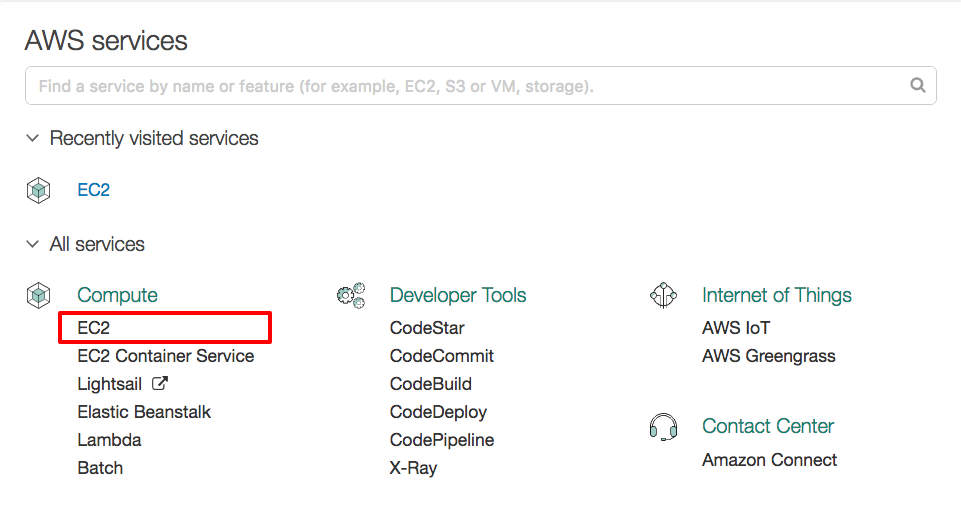 AWS services
Find a service by name or feature (for example, EC2, S3 or VM, storage).
Recently visited services
EC2
All services
Compute
EC2
EC2 Container Service
Lightsail
Elastic Beanstalk
Lambda
Batch
Developer Tools
CodeStar
CodeCommit
CodeBuild
CodeDeploy
CodePipeline
X-Ray
Internet of Things
AWS IoT
AWS Greengrass
Contact Center
Amazon Connect